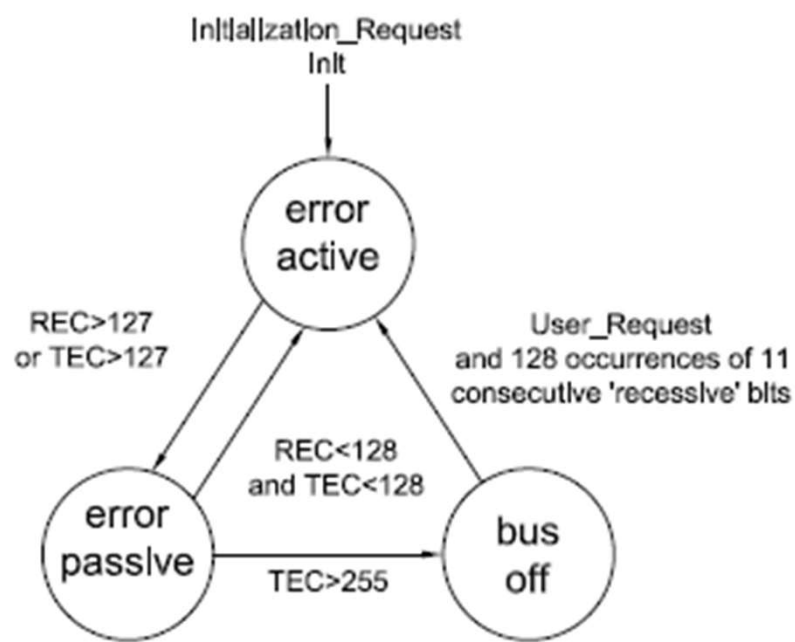 Initialization_Request
Init
error
active
REC>127
or TEC>127
User_Request
and 128 occurrences of 11
consecutive 'recessive' bits
REC<128
and TEC<128
error
passive
bus
off
TEC>255